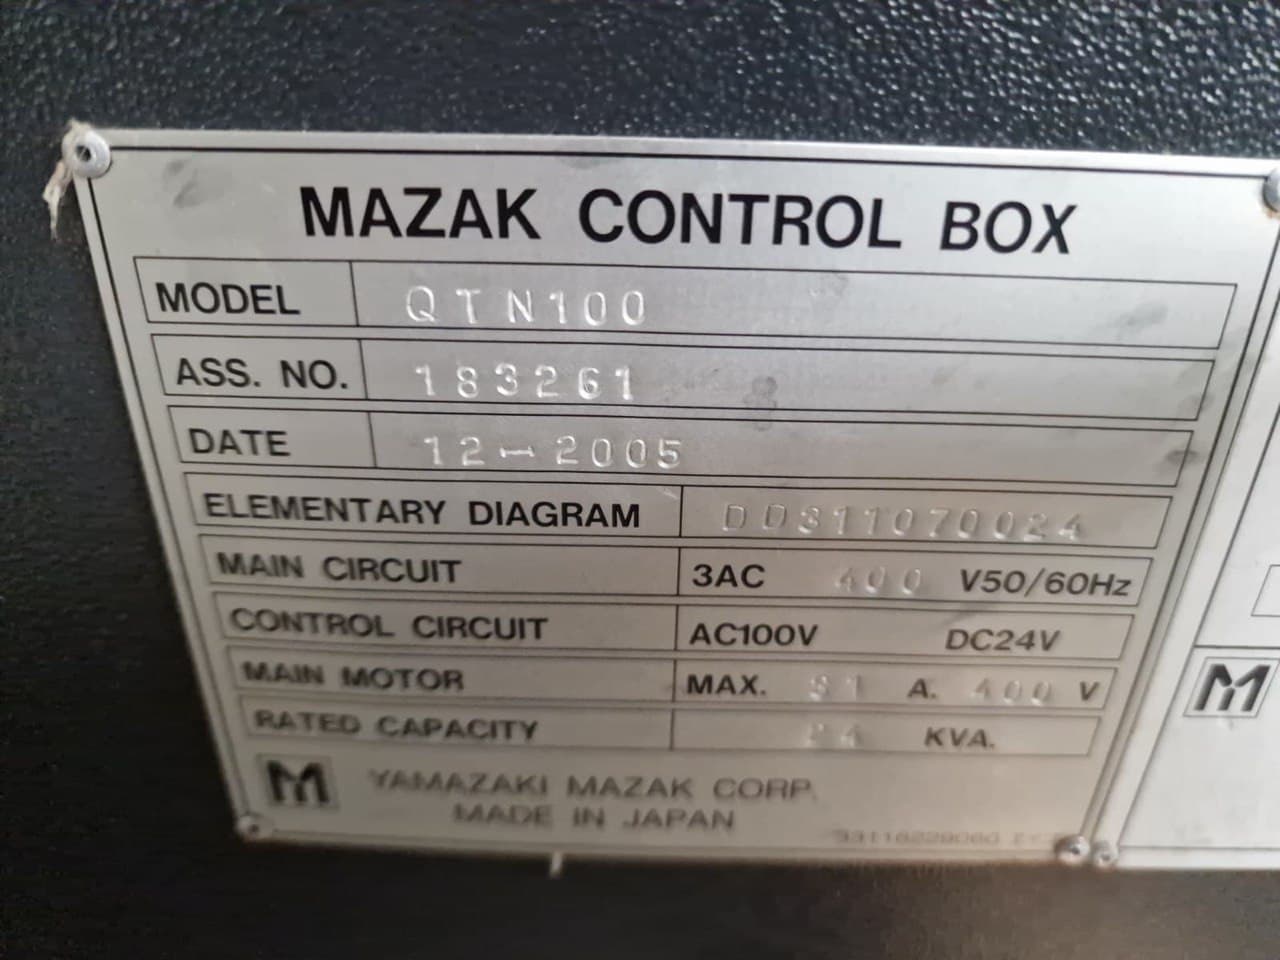 MAZAK CONTROL BOX
MODEL QTN100
ASS. NO. 183261
DATE 12-2005
ELEMENTARY DIAGRAM DD311070024
MAIN CIRCUIT 3AC 400 V50/60Hz
CONTROL CIRCUIT AC100V DC24V
MAIN MOTOR MAX. A. 400 V
RATED CAPACITY 24 KVA.
M YAMAZAKI MAZAK CORP.
MADE IN JAPAN
M